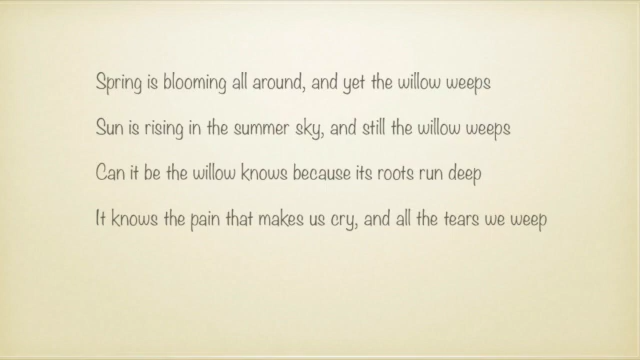 Spring is blooming all around, and yet the willow weeps
Sun is rising in the summer sky, and still the willow weeps
Can it be the willow knows because its roots run deep
It knows the pain that makes us cry, and all the tears we weep